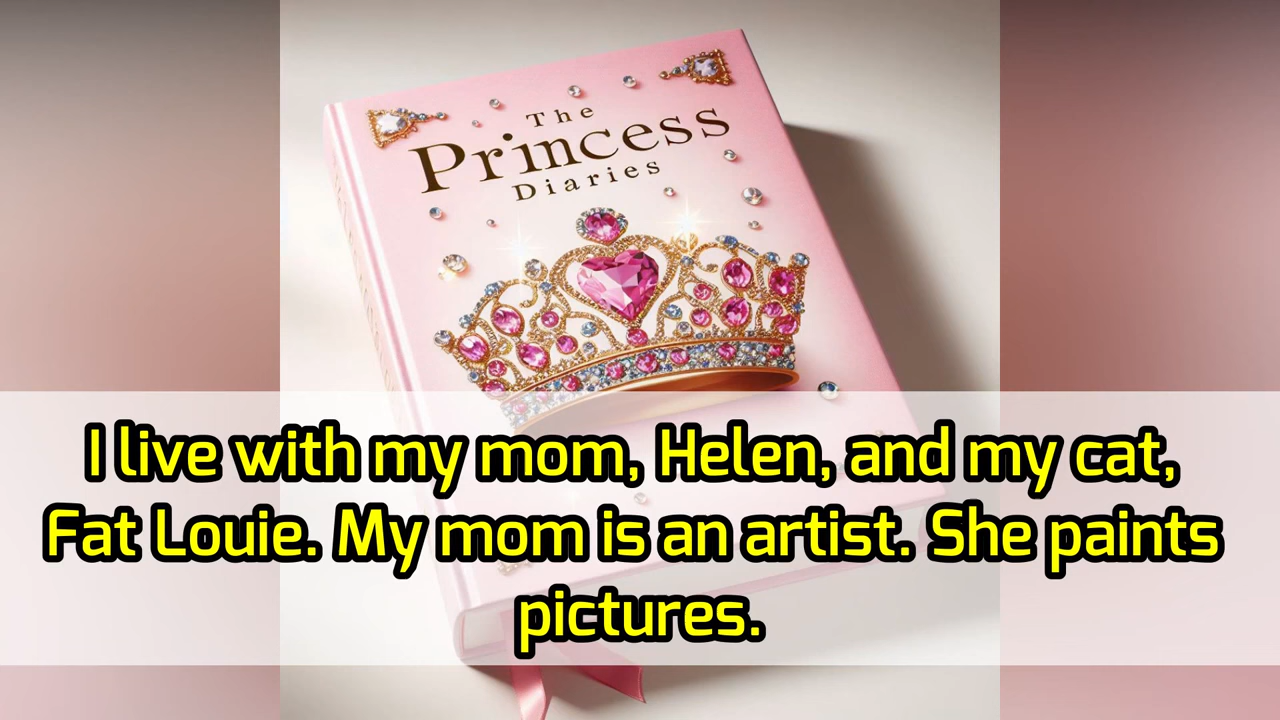 The
Princess
Diaries
I live with my mom, Helen, and my cat,
Fat Louie. My mom is an artist. She paints
pictures.